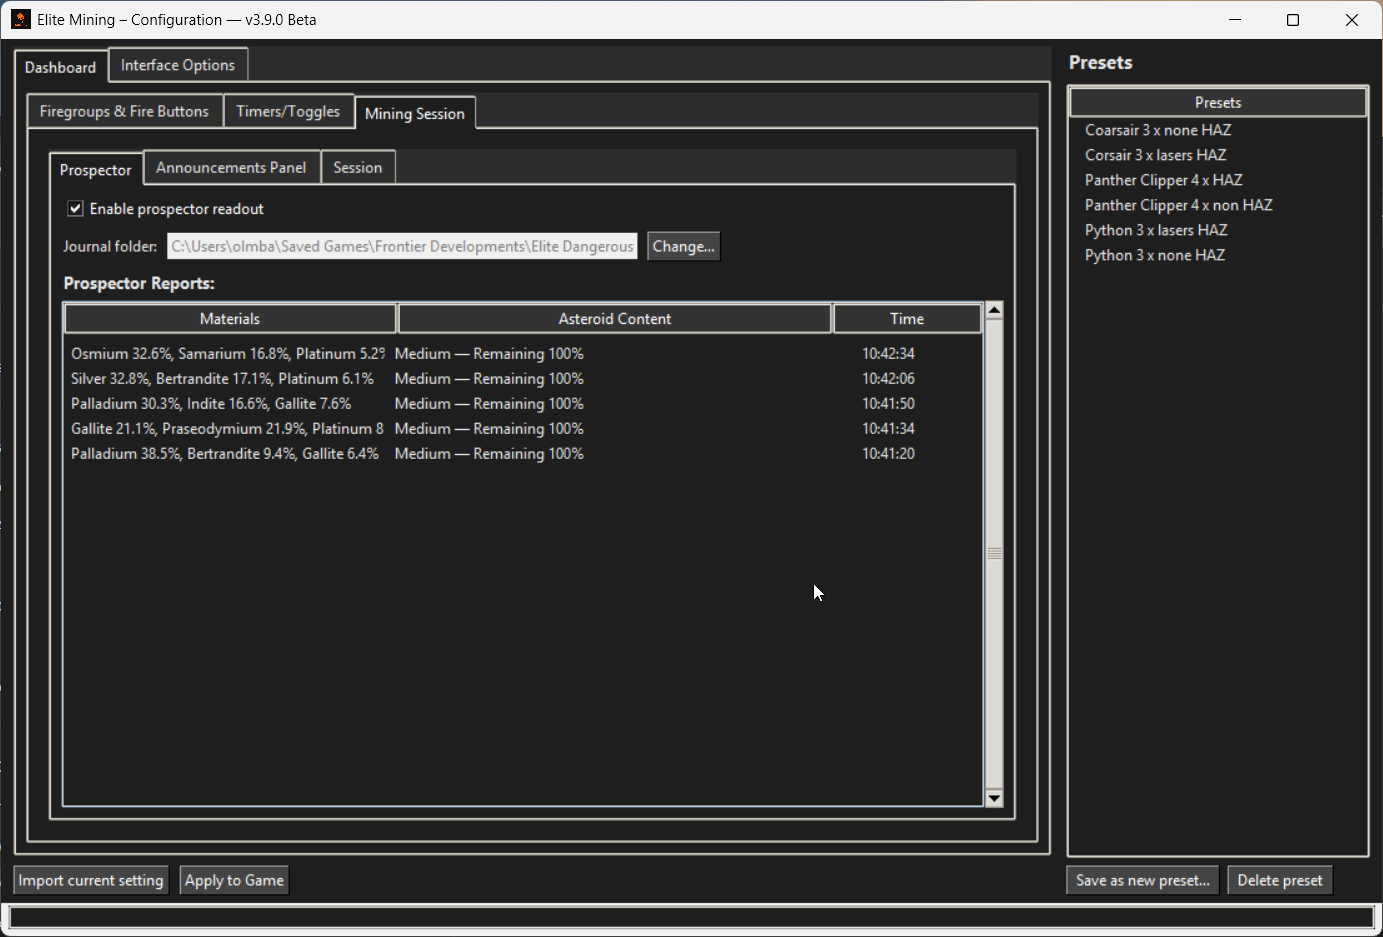 Elite Mining – Configuration — v3.9.0 Beta
Dashboard
Interface Options
Firegroups & Fire Buttons
Timers/Toggles
Mining Session
Prospector
Announcements Panel
Session
Enable prospector readout
Journal folder: C:\Users\olmba\Saved Games\Frontier Developments\Elite Dangerous Change...
Prospector Reports:
Materials Asteroid Content Time
Osmium 32.6%, Samarium 16.8%, Platinum 5.2% Medium — Remaining 100% 10:42:34
Silver 32.8%, Bertrandite 17.1%, Platinum 6.1% Medium — Remaining 100% 10:42:06
Palladium 30.3%, Indite 16.6%, Gallite 7.6% Medium — Remaining 100% 10:41:50
Gallite 21.1%, Praseodymium 21.9%, Platinum 8 Medium — Remaining 100% 10:41:34
Palladium 38.5%, Bertrandite 9.4%, Gallite 6.4% Medium — Remaining 100% 10:41:20
Import current setting
Apply to Game
Presets
Presets
Coarsair 3 x none HAZ
Corsair 3 x lasers HAZ
Panther Clipper 4 x HAZ
Panther Clipper 4 x non HAZ
Python 3 x lasers HAZ
Python 3 x none HAZ
Save as new preset...
Delete preset